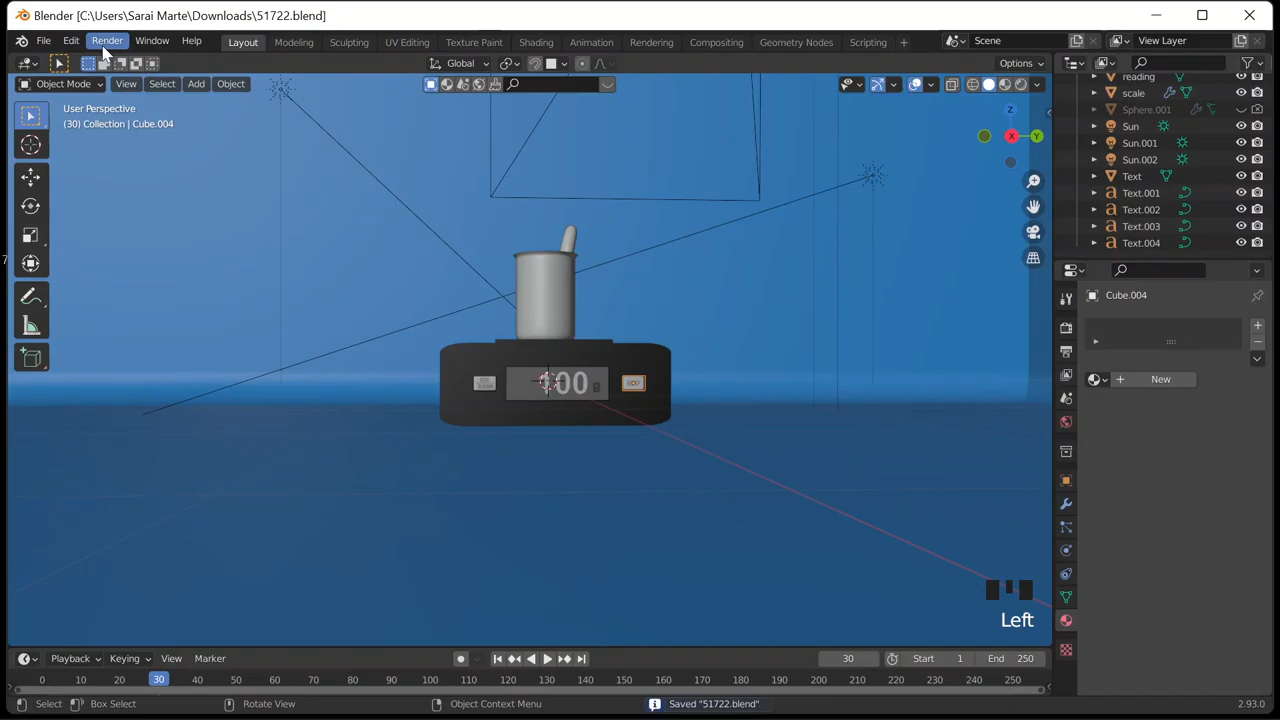 Blender [C:\Users\Sarai Marte\Downloads\51722.blend]
File Edit Render Window Help Layout Modeling Sculpting UV Editing Texture Paint Shading Animation Rendering Compositing Geometry Nodes Scripting + Scene View Layer
Global Options
Object Mode View Select Add Object
User Perspective
(30) Collection | Cube.004
Z
X Y
7
00
reading
scale
Sphere.001
Sun
Sun.001
Sun.002
Text
Text.001
Text.002
Text.003
Text.004
Cube.004
New
Left
Playback Keying View Marker 30 Start 1 End 250
0 10 20 30 40 50 60 70 80 90 100 110 120 130 140 150 160 170 180 190 200 210 220 230 240 250
Select Box Select Rotate View Object Context Menu Saved "51722.blend" 2.93.0